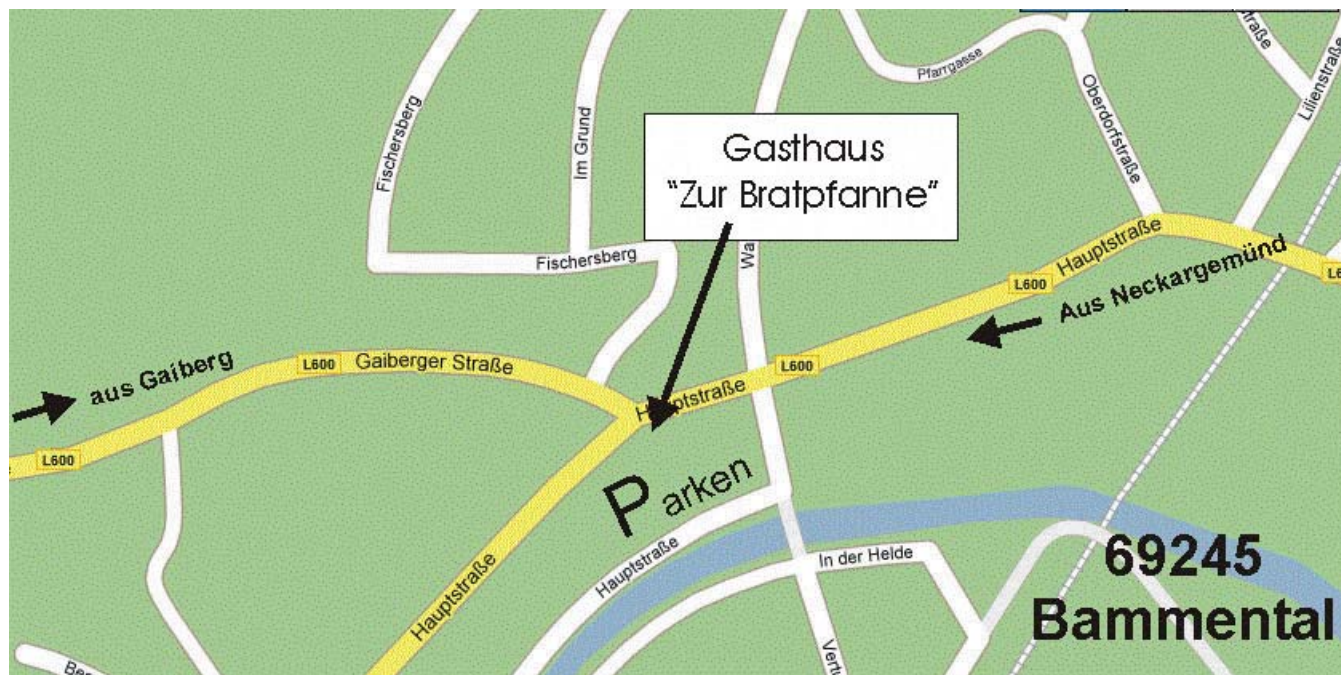 Pfarrgasse
straße
Lilienstraße
Oberdorfstraße
Fischersberg
Im Grund
Gasthaus
"Zur Bratpfanne"
Fischersberg
Hauptstraße
L600
Aus Neckargemünd
aus Gaiberg
L600
Gaiberger Straße
L600
Hauptstraße
L600
Parken
Hauptstraße
Hauptstraße
In der Helde
69245
Bammental